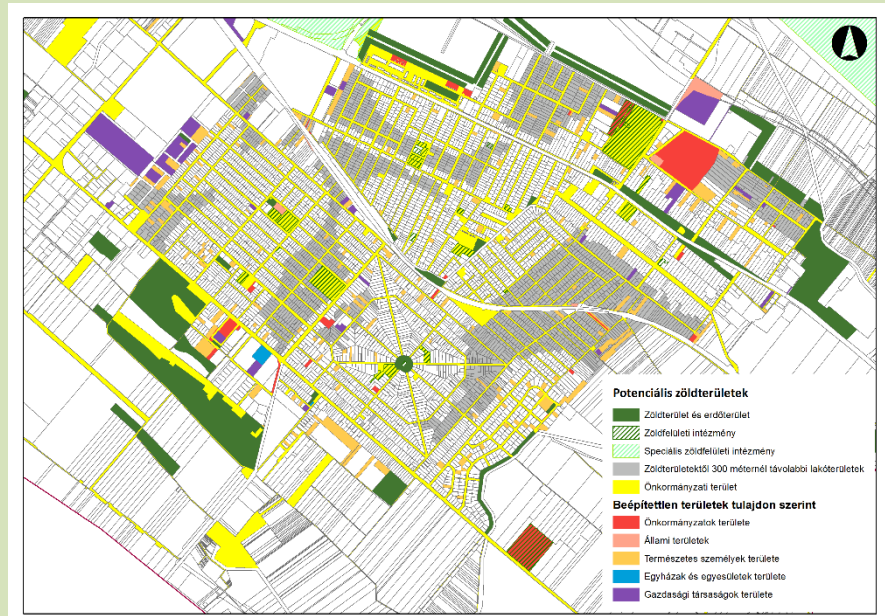 Potenciális zöldterületek
Zöldterület és erdőterület
Zöldfelületi intézmény
Speciális zöldfelületi intézmény
Zöldterületektől 300 méternél távolabbi lakóterületek
Önkormányzati terület
Beépítettlen területek tulajdon szerint
Önkormányzatok területe
Állami területek
Természetes személyek területe
Egyházak és egyesületek területe
Gazdasági társaságok területe